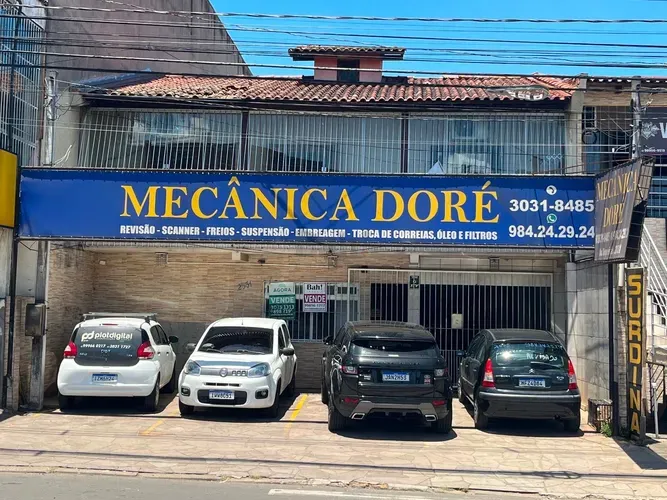 MECÂNICA DORÉ
3031-8485
984.24.29.24
REVISÃO - SCANNER - FREIOS - SUSPENSÃO - EMBREAGEM - TROCA DE CORREIAS, ÓLEO E FILTROS
MECÂNICA
DORÉ
AGORA
VENDE
Bah!
VENDE
SURDINA
plotdigital